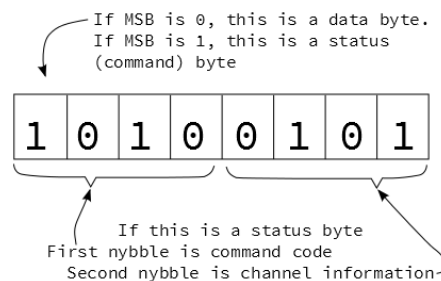 If MSB is 0, this is a data byte.
If MSB is 1, this is a status
(command) byte
1 0 1 0 0 1 0 1
If this is a status byte
First nybble is command code
Second nybble is channel information